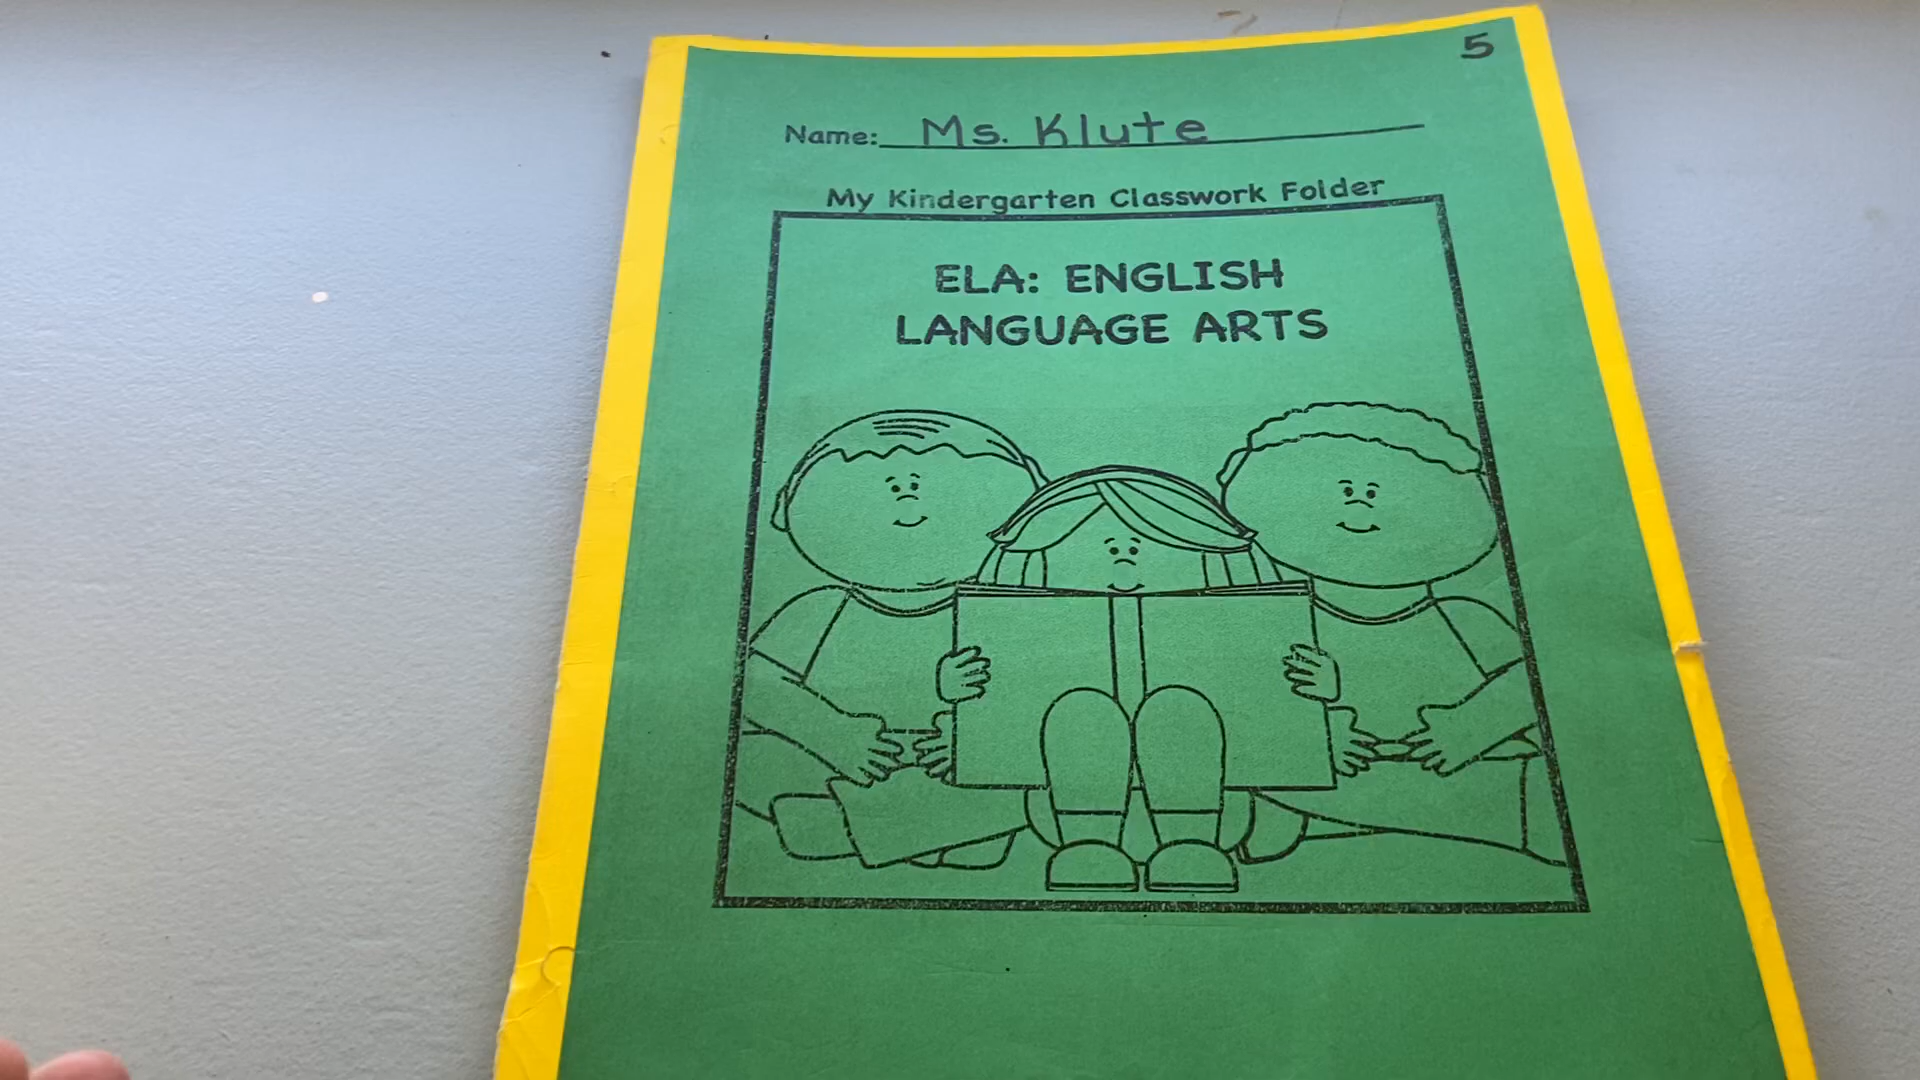 5
Name: Ms. Klute
My Kindergarten Classwork Folder
ELA: ENGLISH
LANGUAGE ARTS